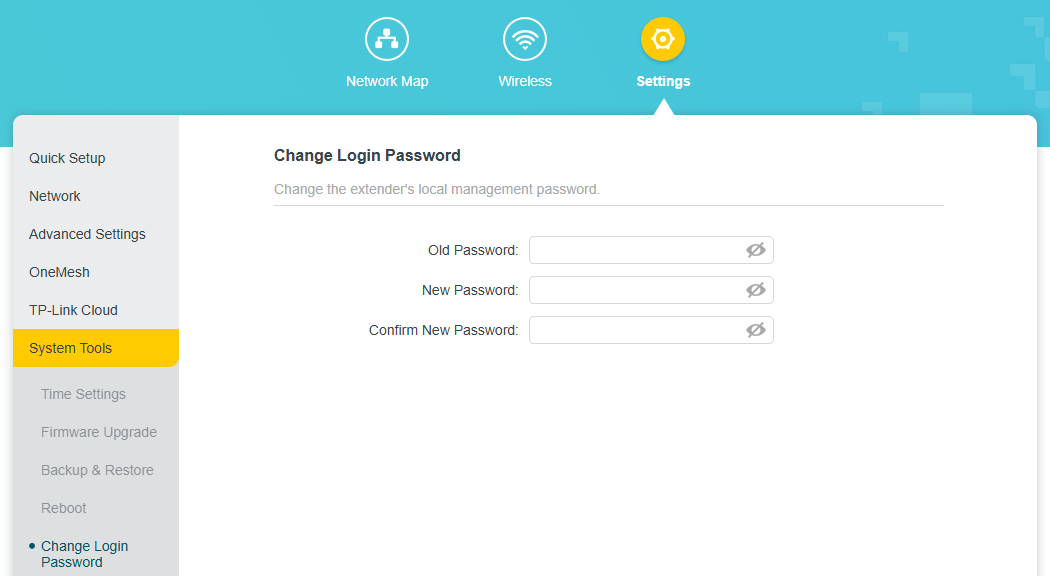 Network Map
Wireless
Settings
Quick Setup
Network
Advanced Settings
OneMesh
TP-Link Cloud
System Tools
Time Settings
Firmware Upgrade
Backup & Restore
Reboot
Change Login
Password
Change Login Password
Change the extender's local management password.
Old Password:
New Password:
Confirm New Password: